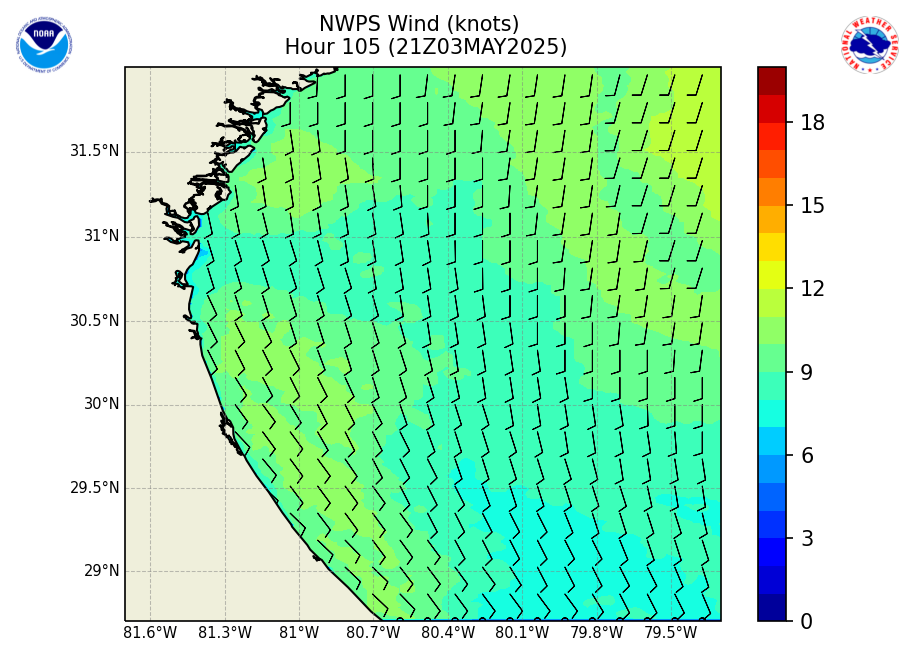 NWPS Wind (knots)
Hour 105 (21Z03MAY2025)
NOAA
NATIONAL WEATHER SERVICE
31.5°N
31°N
30.5°N
30°N
29.5°N
29°N
81.6°W 81.3°W 81°W 80.7°W 80.4°W 80.1°W 79.8°W 79.5°W
18
15
12
9
6
3
0